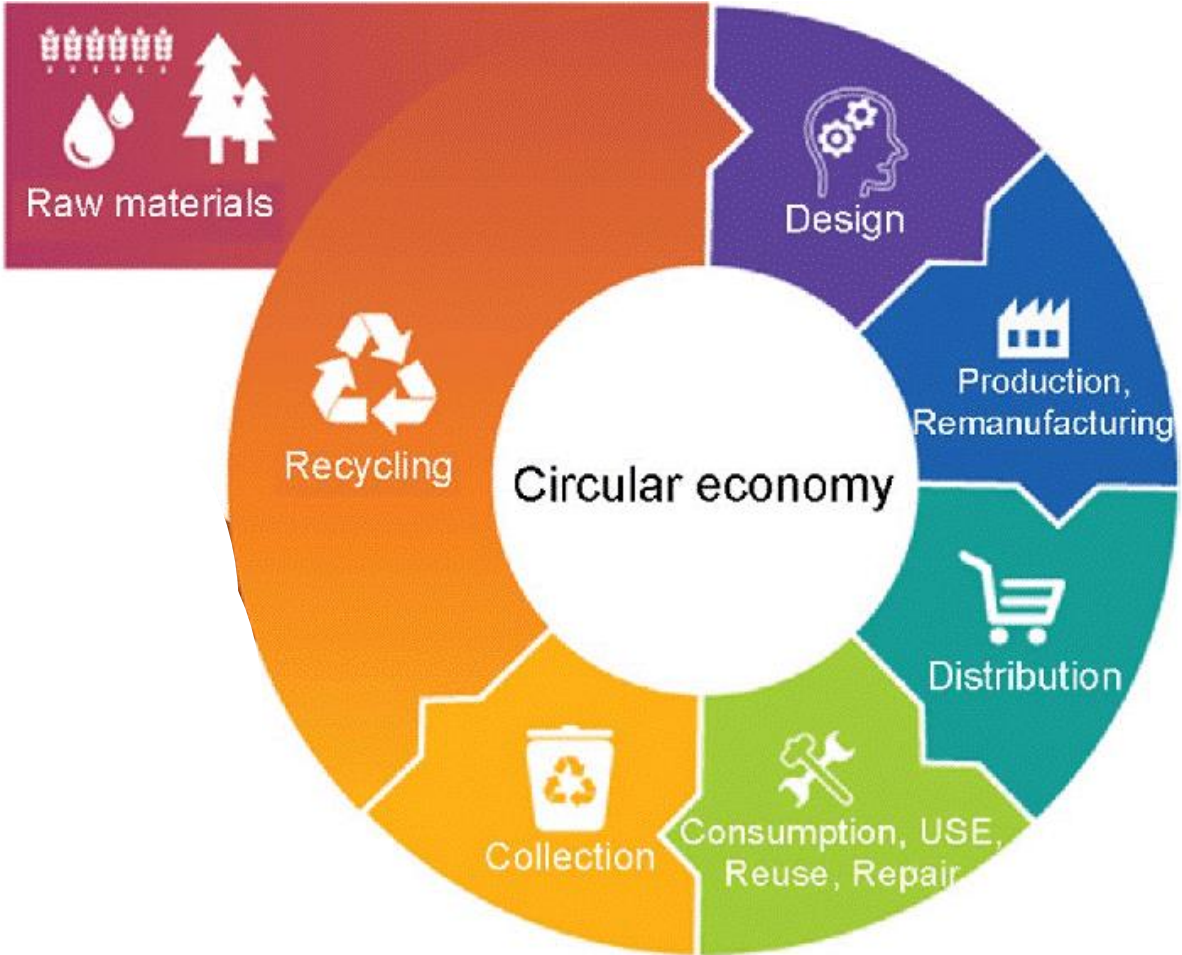 Raw materials
Design
Production,
Remanufacturing
Distribution
Consumption, USE,
Reuse, Repair
Collection
Recycling
Circular economy